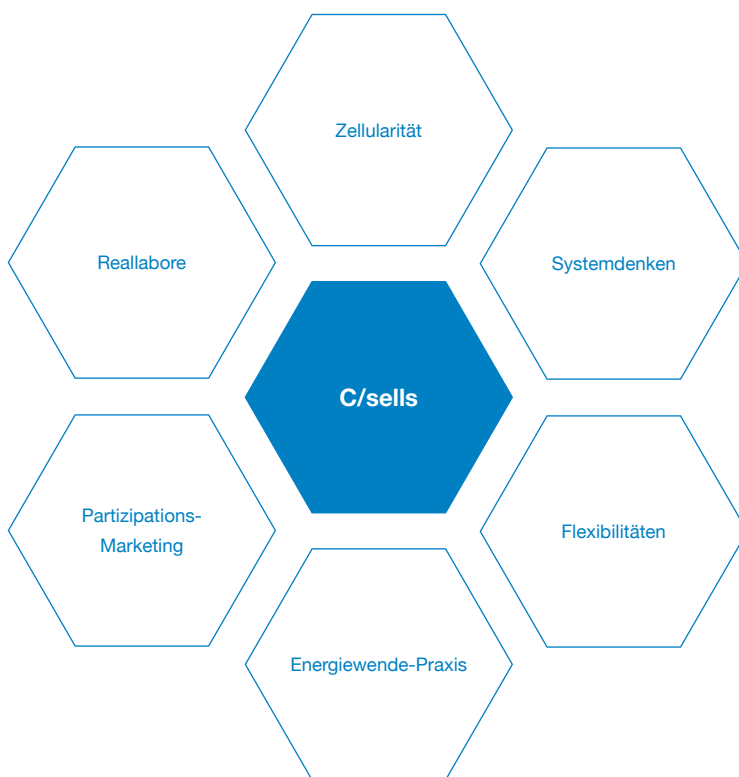 Zellularität
Reallabore
Systemdenken
C/sells
Partizipations-
Marketing
Flexibilitäten
Energiewende-Praxis